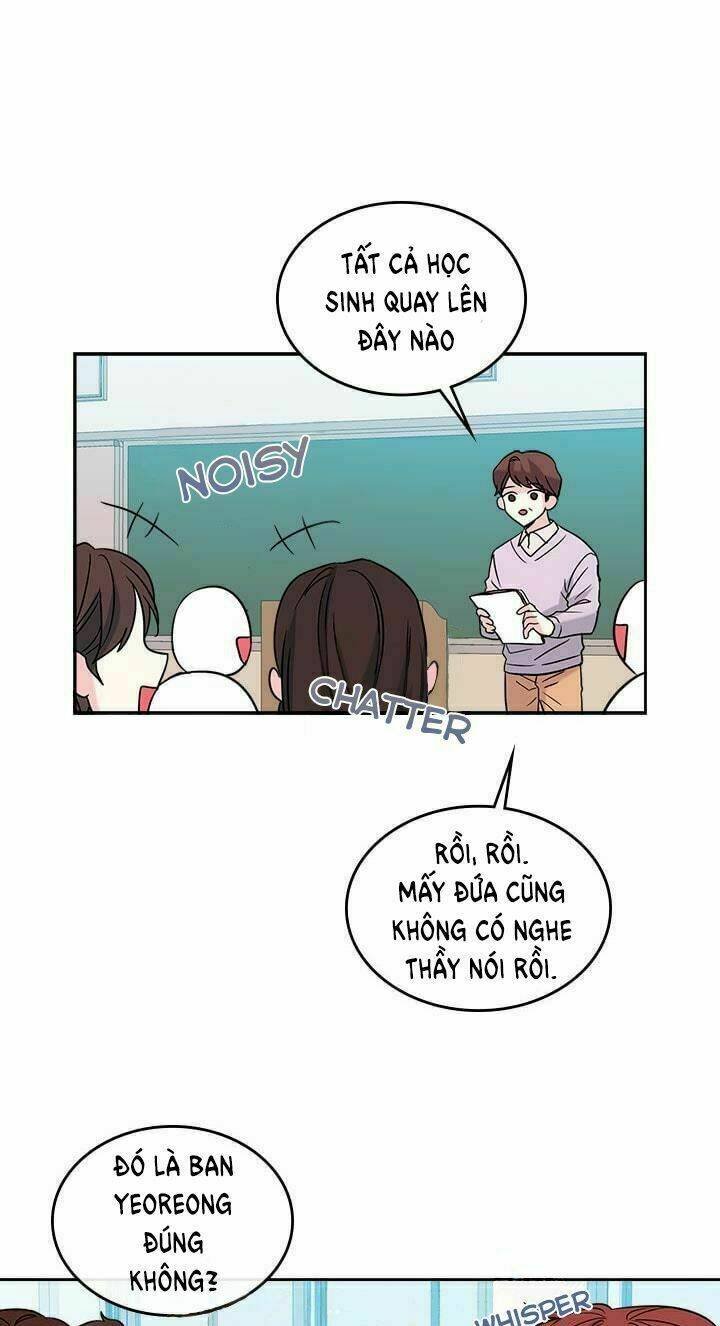 TẤT CẢ HỌC
SINH QUAY LÊN
ĐÂY NÀO
NOISY
CHATTER
RỒI, RỒI.
MẤY ĐỨA CŨNG
KHÔNG CÓ NGHE
THẦY NÓI RỒI.
ĐÓ LÀ BAN
YEOREONG
ĐÚNG
KHÔNG?
WHISPER